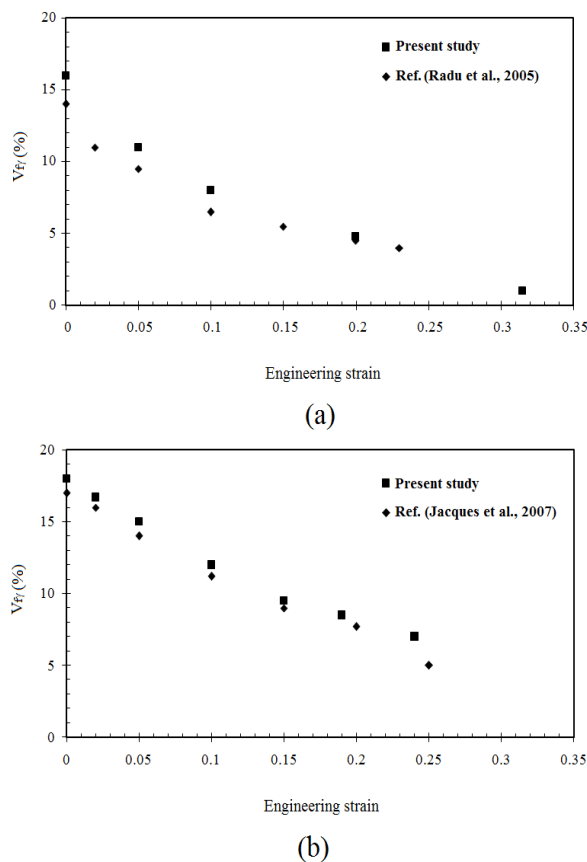 20
Present study
Ref. (Radu et al., 2005)
15
10
Vfγ (%)
5
0
0 0.05 0.1 0.15 0.2 0.25 0.3 0.35
Engineering strain
(a)
20
Present study
Ref. (Jacques et al., 2007)
15
10
Vfγ (%)
5
0
0 0.05 0.1 0.15 0.2 0.25 0.3 0.35
Engineering strain
(b)